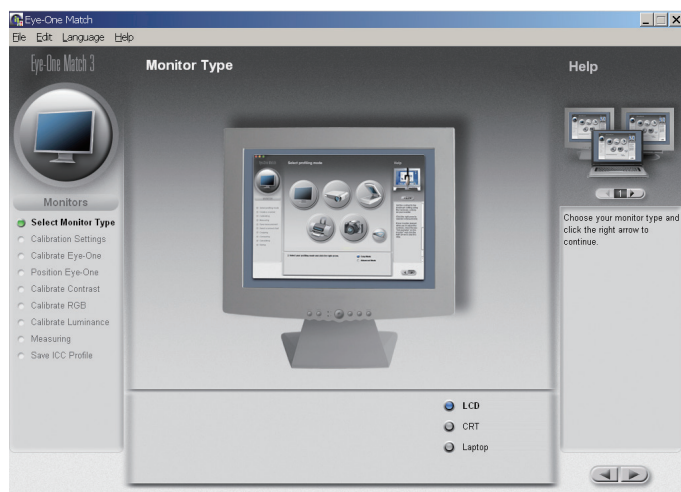 Eye-One Match
File Edit Language Help
Eye-One Match 3
Monitor Type
Help
Select profiling mode
Monitors
Select Monitor Type
Calibration Settings
Calibrate Eye-One
Position Eye-One
Calibrate Contrast
Calibrate RGB
Calibrate Luminance
Measuring
Save ICC Profile
1
Choose your monitor type and
click the right arrow to
continue.
LCD
CRT
Laptop